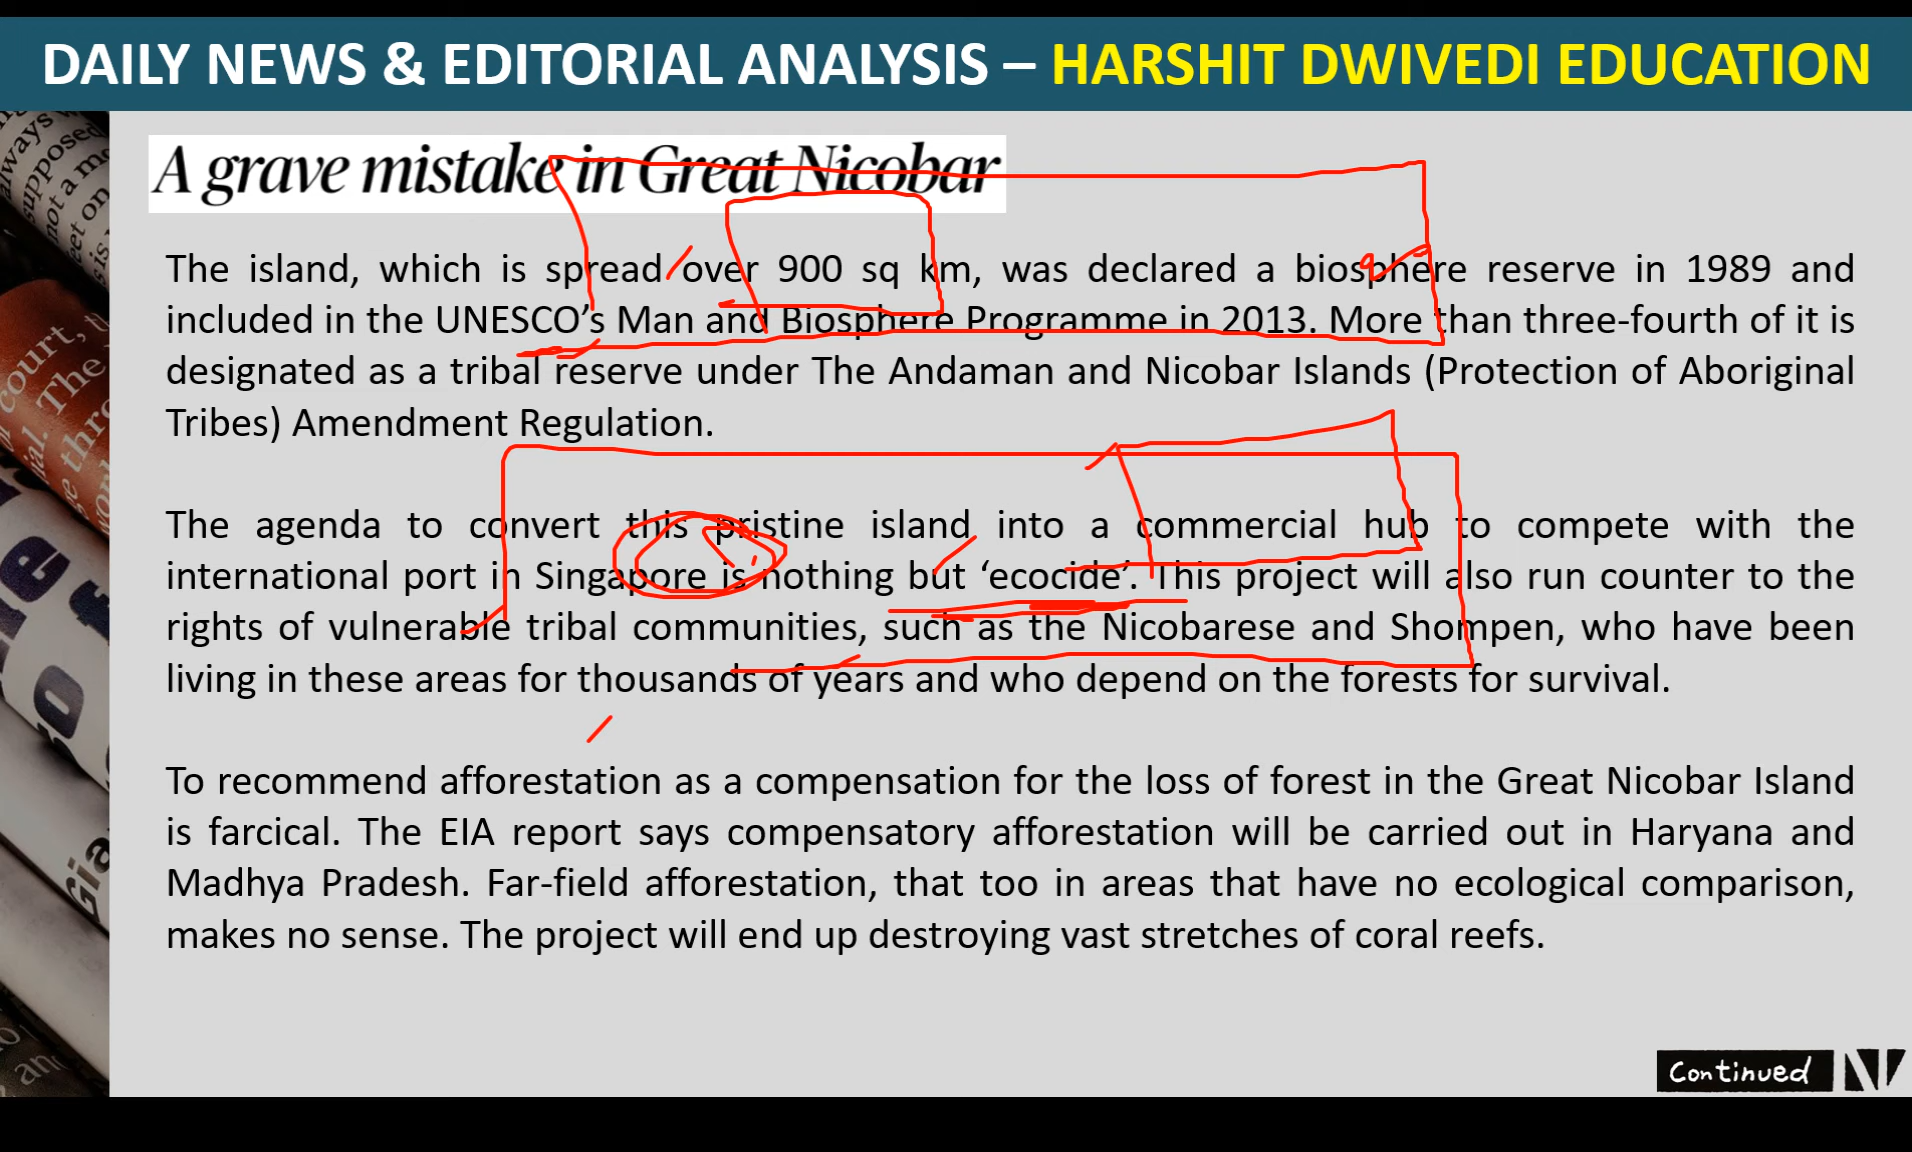 DAILY NEWS & EDITORIAL ANALYSIS – HARSHIT DWIVEDI EDUCATION
A grave mistake in Great Nicobar
The island, which is spread over 900 sq km, was declared a biosphere reserve in 1989 and
included in the UNESCO’s Man and Biosphere Programme in 2013. More than three-fourth of it is
designated as a tribal reserve under The Andaman and Nicobar Islands (Protection of Aboriginal
Tribes) Amendment Regulation.
The agenda to convert this pristine island into a commercial hub to compete with the
international port in Singapore is nothing but ‘ecocide’. This project will also run counter to the
rights of vulnerable tribal communities, such as the Nicobarese and Shompen, who have been
living in these areas for thousands of years and who depend on the forests for survival.
To recommend afforestation as a compensation for the loss of forest in the Great Nicobar Island
is farcical. The EIA report says compensatory afforestation will be carried out in Haryana and
Madhya Pradesh. Far-field afforestation, that too in areas that have no ecological comparison,
makes no sense. The project will end up destroying vast stretches of coral reefs.
Continued